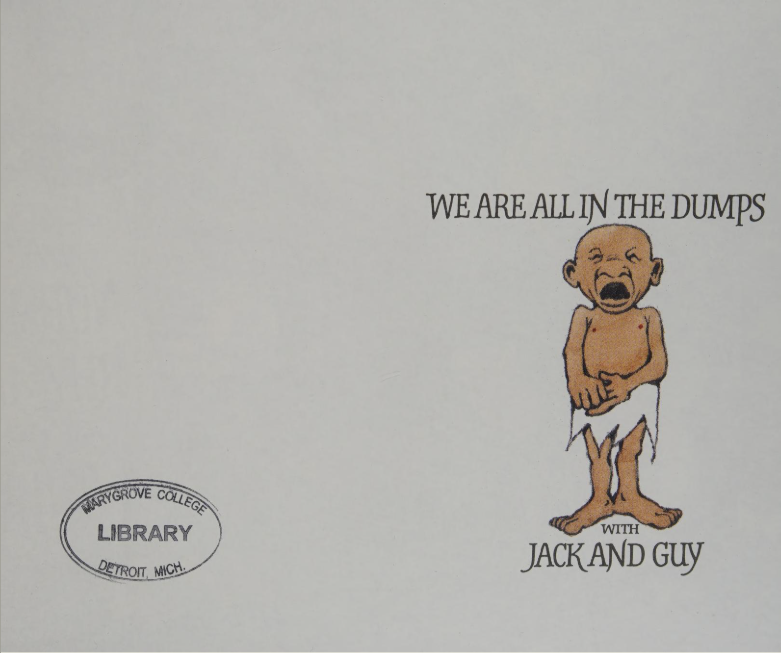 WE ARE ALL IN THE DUMPS
WITH
JACK AND GUY
MARYGROVE COLLEGE
LIBRARY
DETROIT, MICH.